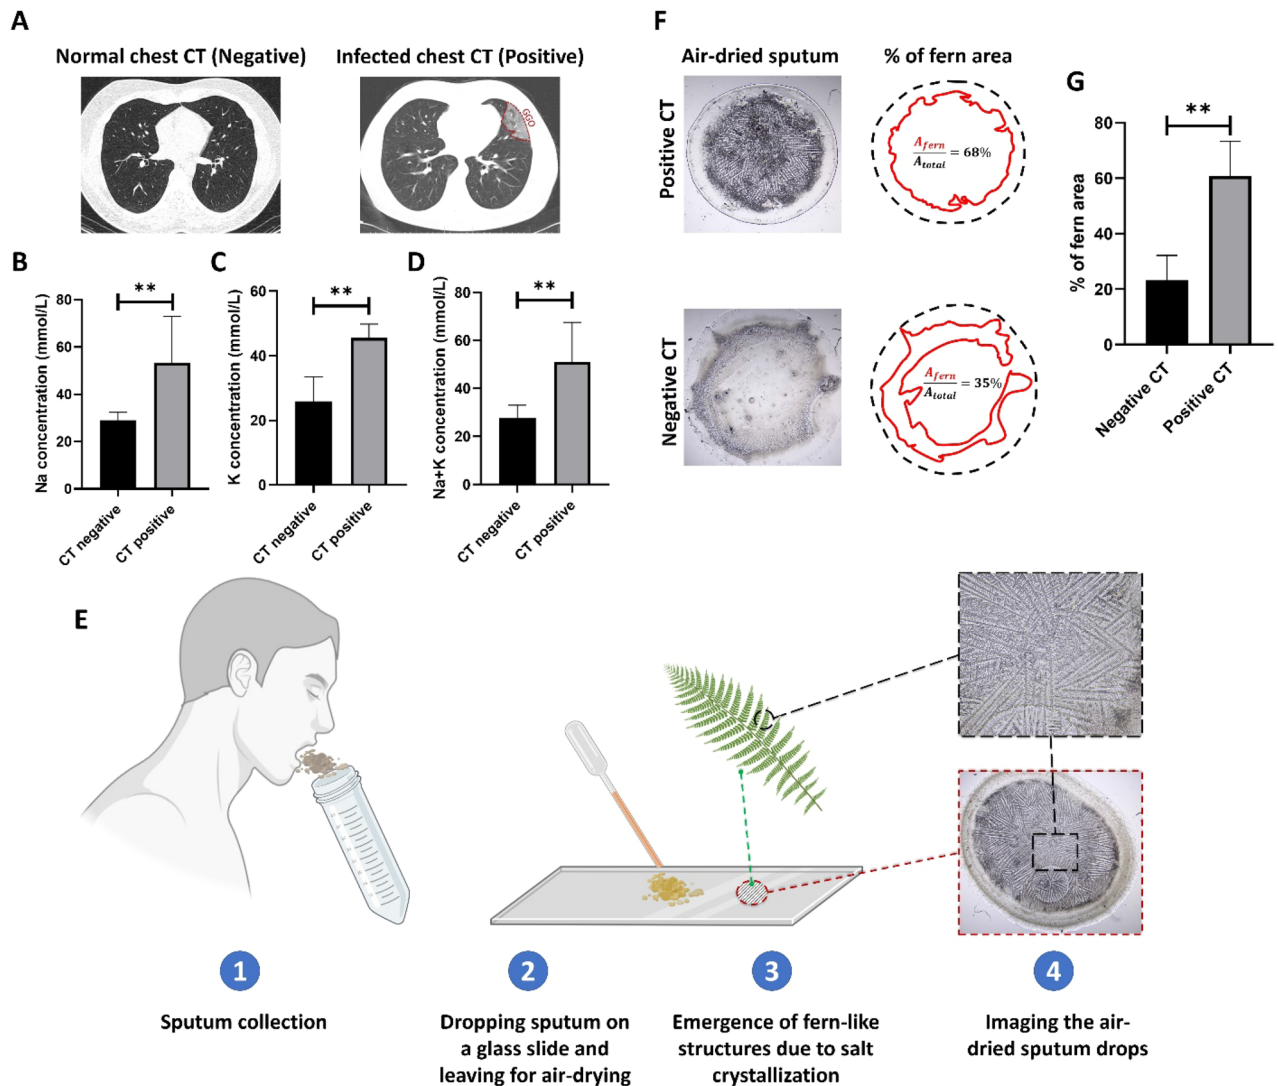 A
Normal chest CT (Negative)
Infected chest CT (Positive)
GGO
B
Na concentration (mmol/L)
80
60
40
20
0
**
CT negative
CT positive
C
K concentration (mmol/L)
60
40
20
0
**
CT negative
CT positive
D
Na+K concentration (mmol/L)
80
60
40
20
0
**
CT negative
CT positive
F
Air-dried sputum
% of fern area
Positive CT
A_fern / A_total = 68%
Negative CT
A_fern / A_total = 35%
G
% of fern area
80
60
40
20
0
**
Negative CT
Positive CT
E
1
Sputum collection
2
Dropping sputum on
a glass slide and
leaving for air-drying
3
Emergence of fern-like
structures due to salt
crystallization
4
Imaging the air-
dried sputum drops